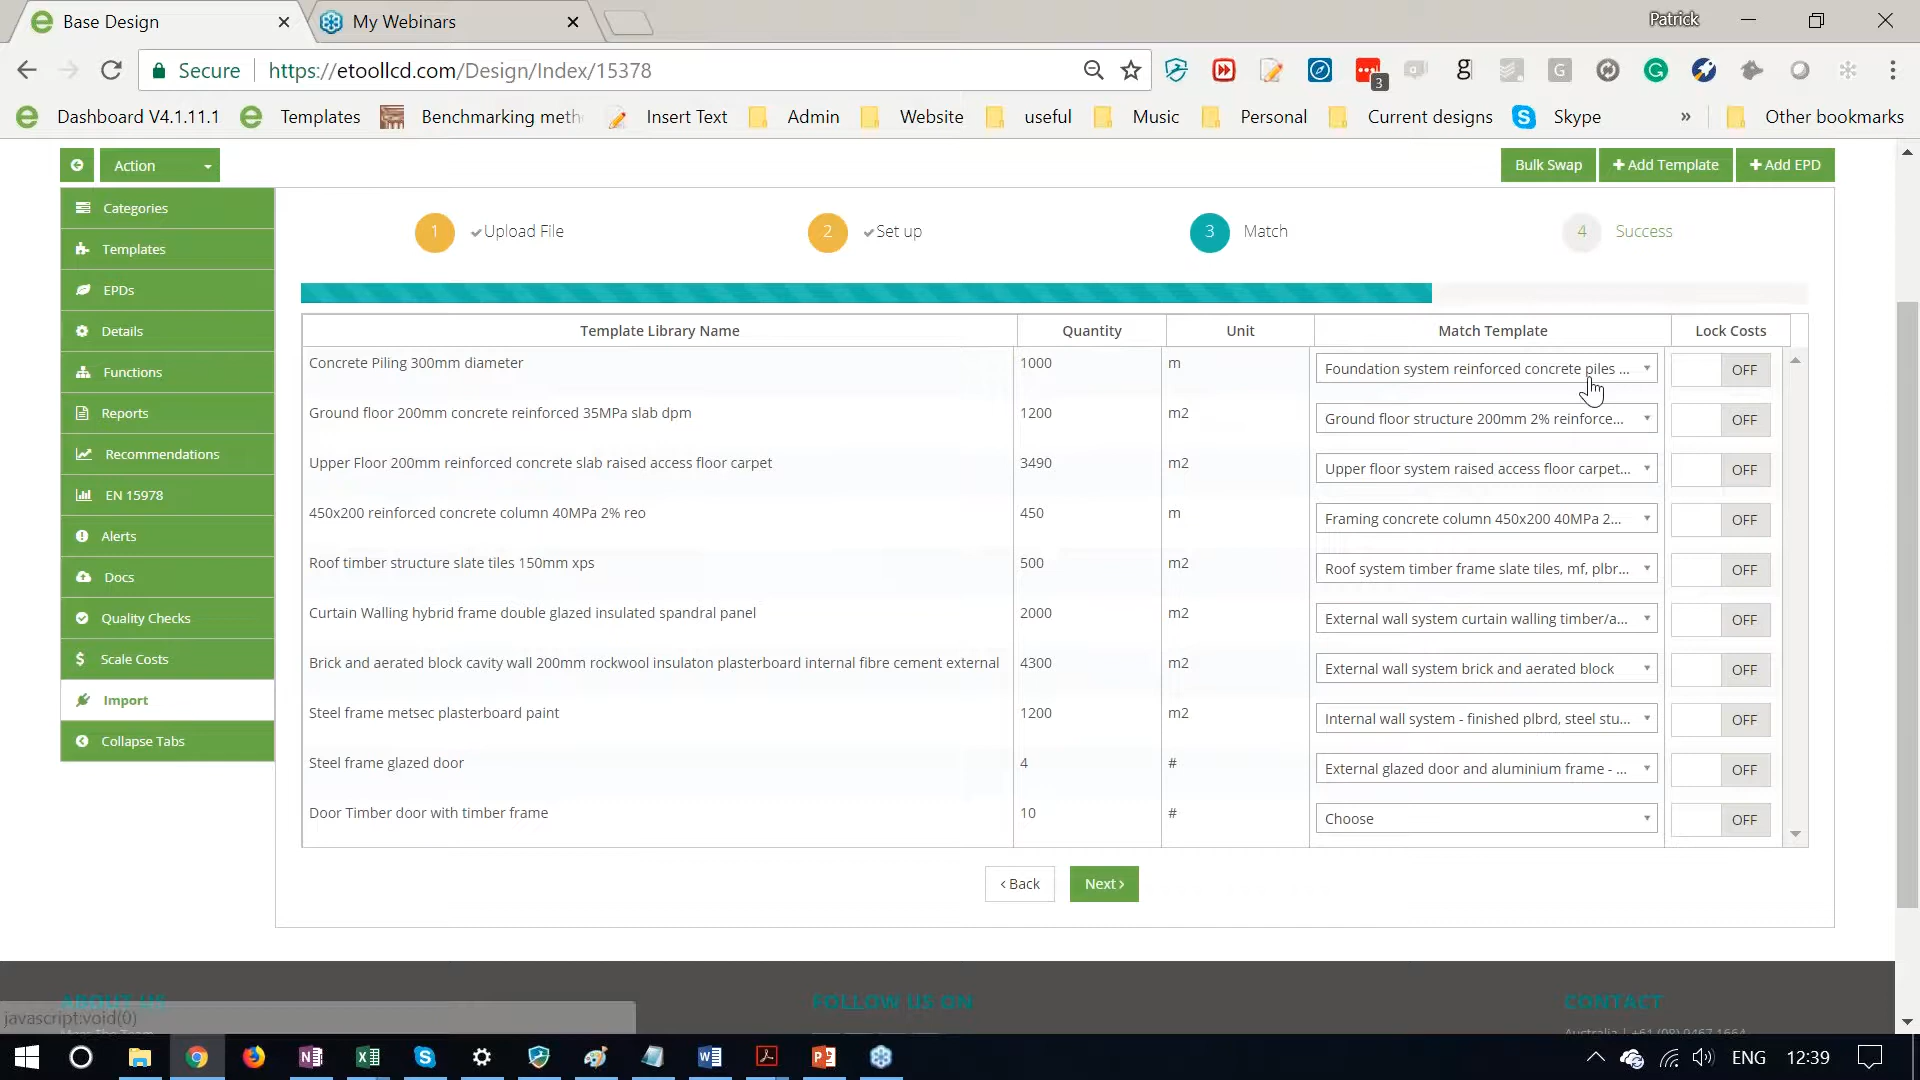 Base Design
My Webinars
Patrick
Secure
https://etoollcd.com/Design/Index/15378
3
Dashboard V4.1.11.1
Templates
Benchmarking meth
Insert Text
Admin
Website
useful
Music
Personal
Current designs
Skype
»
Other bookmarks
Action
Bulk Swap
Add Template
Add EPD
Categories
Templates
EPDs
Details
Functions
Reports
Recommendations
EN 15978
Alerts
Docs
Quality Checks
Scale Costs
Import
Collapse Tabs
1 Upload File
2 Set up
3 Match
4 Success
Template Library Name Quantity Unit Match Template Lock Costs
Concrete Piling 300mm diameter 1000 m Foundation system reinforced concrete piles ... OFF
Ground floor 200mm concrete reinforced 35MPa slab dpm 1200 m2 Ground floor structure 200mm 2% reinforce... OFF
Upper Floor 200mm reinforced concrete slab raised access floor carpet 3490 m2 Upper floor system raised access floor carpet... OFF
450x200 reinforced concrete column 40MPa 2% reo 450 m Framing concrete column 450x200 40MPa 2... OFF
Roof timber structure slate tiles 150mm xps 500 m2 Roof system timber frame slate tiles, mf, plbr... OFF
Curtain Walling hybrid frame double glazed insulated spandral panel 2000 m2 External wall system curtain walling timber/a... OFF
Brick and aerated block cavity wall 200mm rockwool insulaton plasterboard internal fibre cement external 4300 m2 External wall system brick and aerated block OFF
Steel frame metsec plasterboard paint 1200 m2 Internal wall system - finished plbrd, steel stu... OFF
Steel frame glazed door 4 # External glazed door and aluminium frame - ... OFF
Door Timber door with timber frame 10 # Choose OFF
‹ Back
Next ›
ABOUT US
FOLLOW US ON
CONTACT
javascript:void(0)
Australia | +61 (08) 9467 1664
ENG
12:39